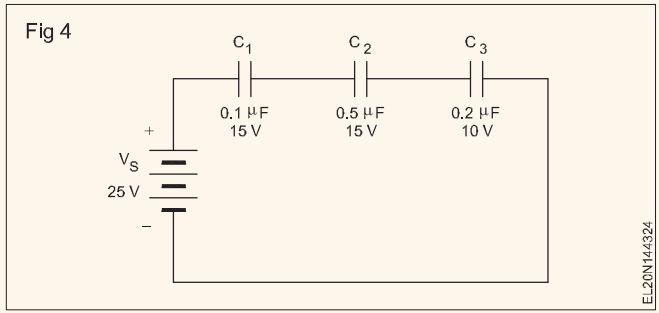 Fig 4
C1 C2 C3
0.1 μF 0.5 μF 0.2 μF
15 V 15 V 10 V
+
VS
25 V
–
EL20N144324